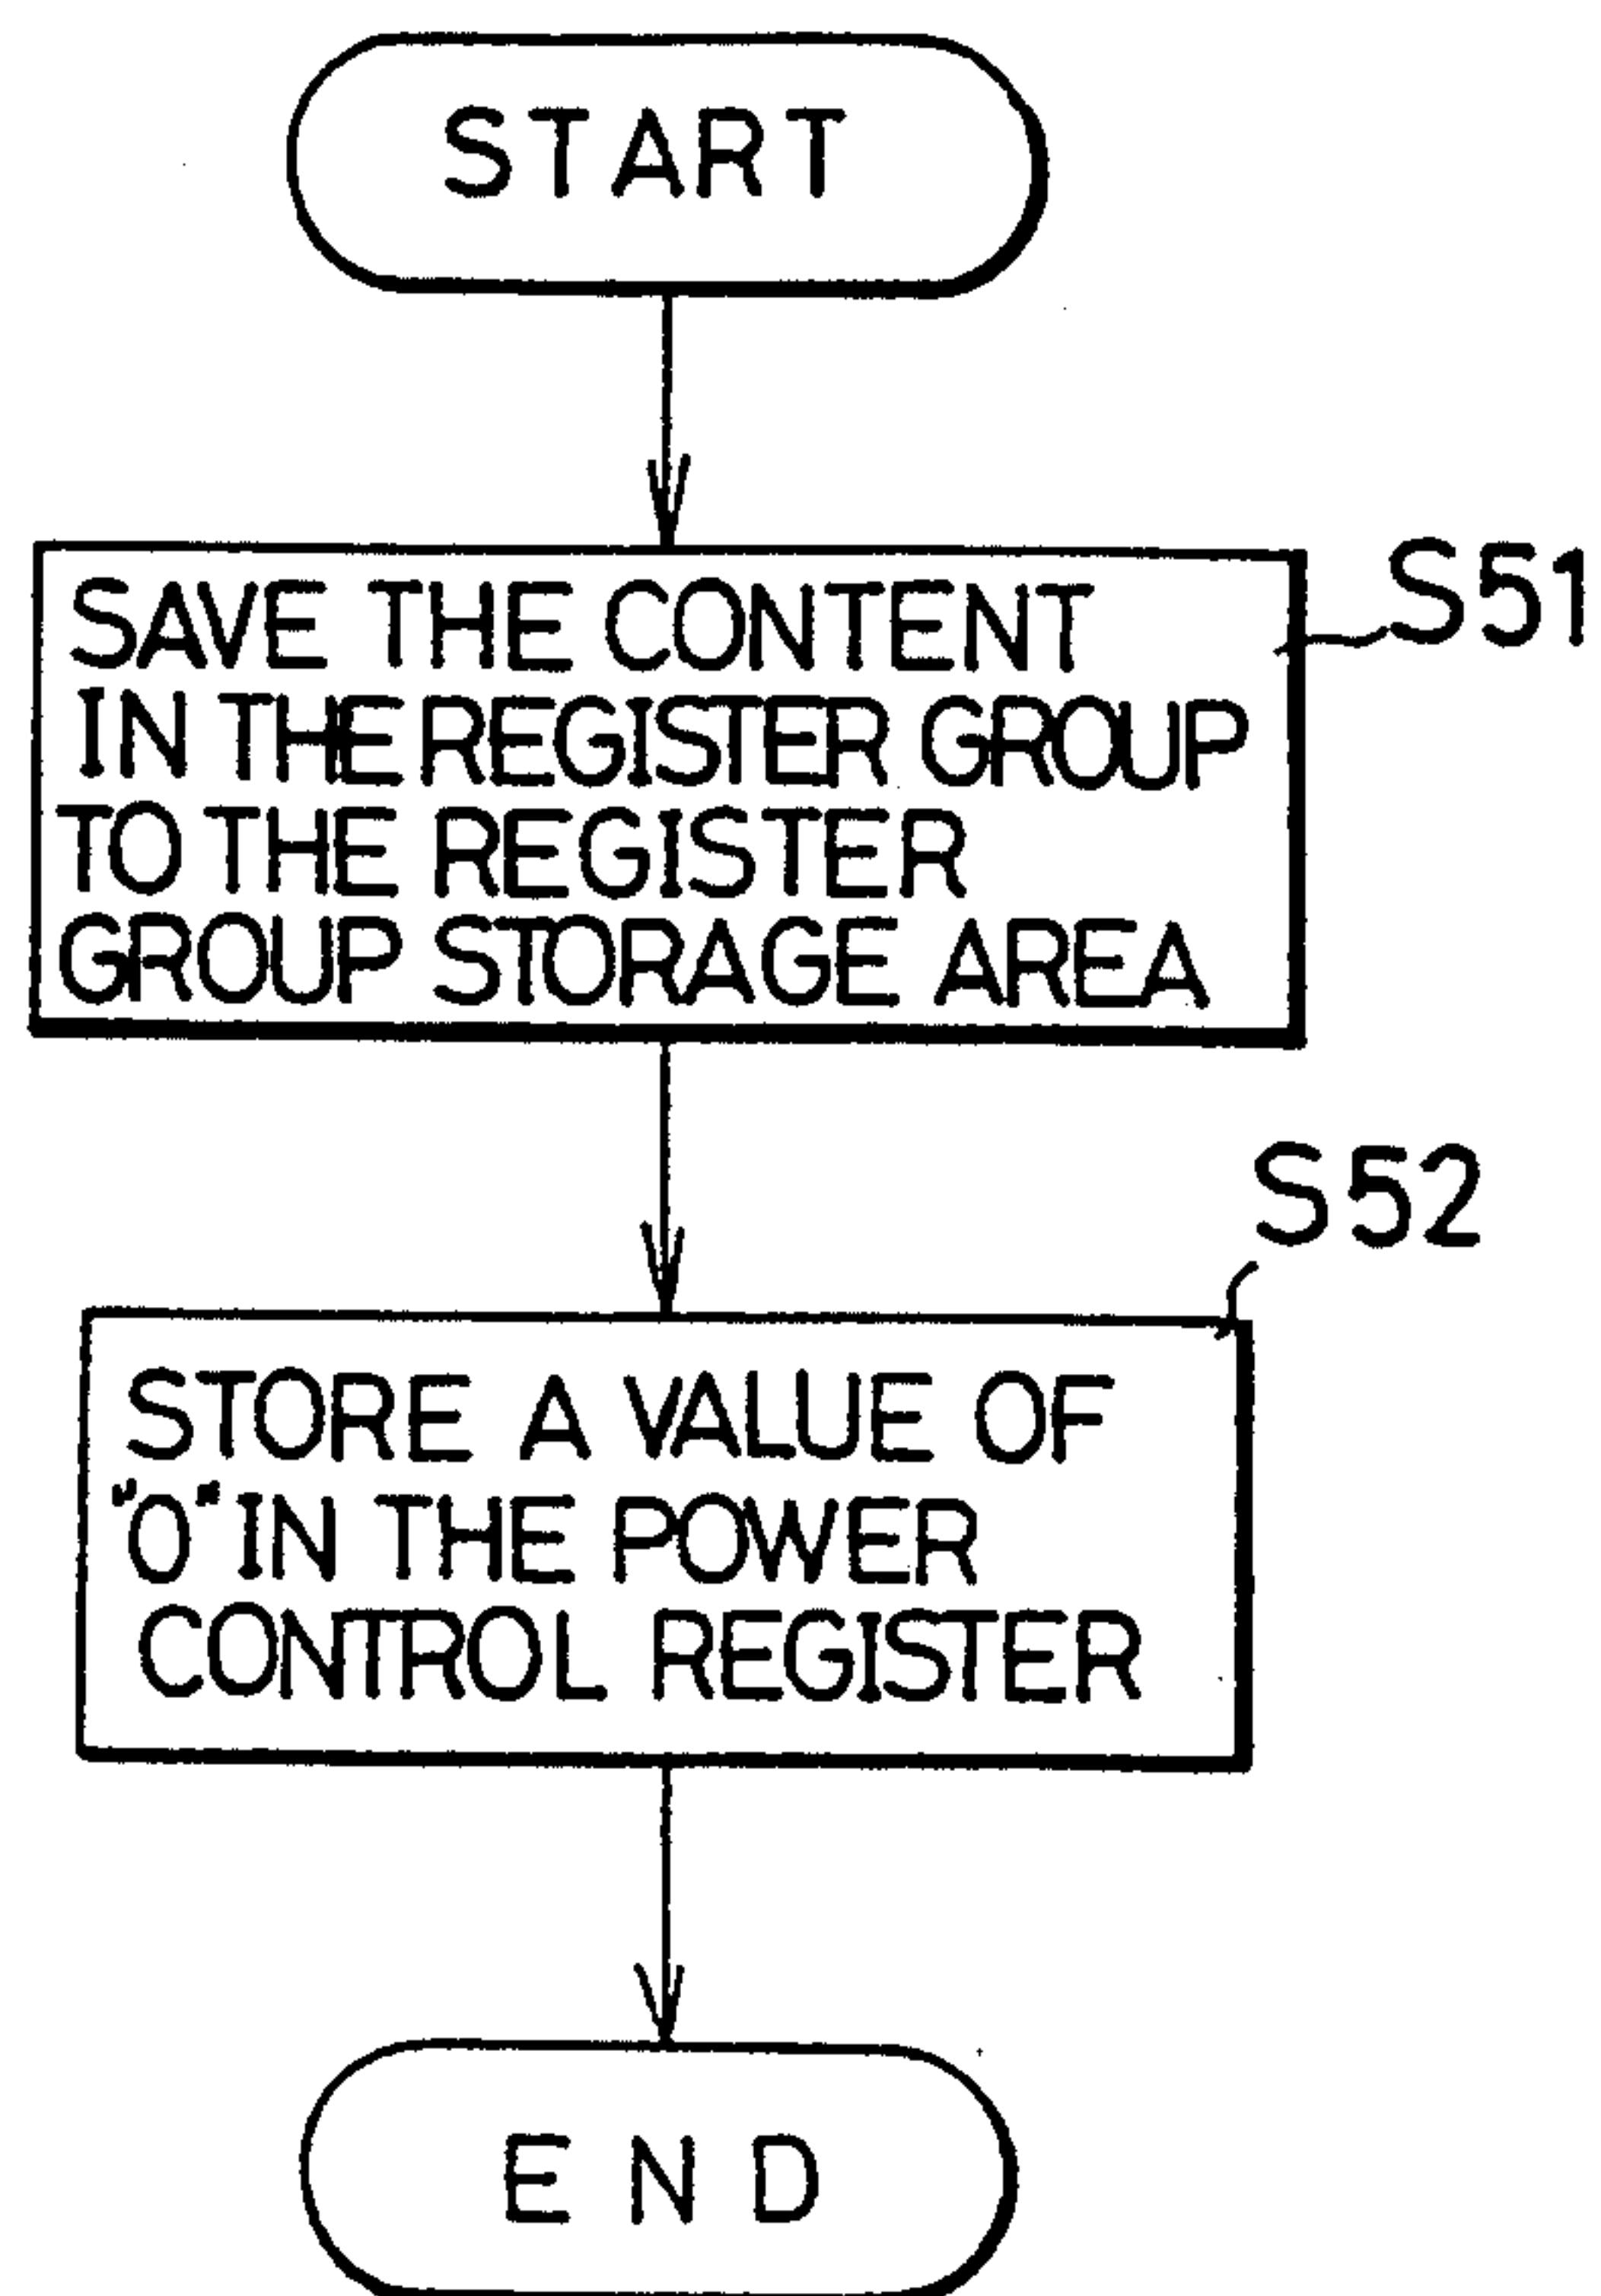 START
SAVE THE CONTENT
S51
IN THE REGISTER GROUP
TO THE REGISTER
GROUP STORAGE AREA
S52
STORE A VALUE OF
"0" IN THE POWER
CONTROL REGISTER
END